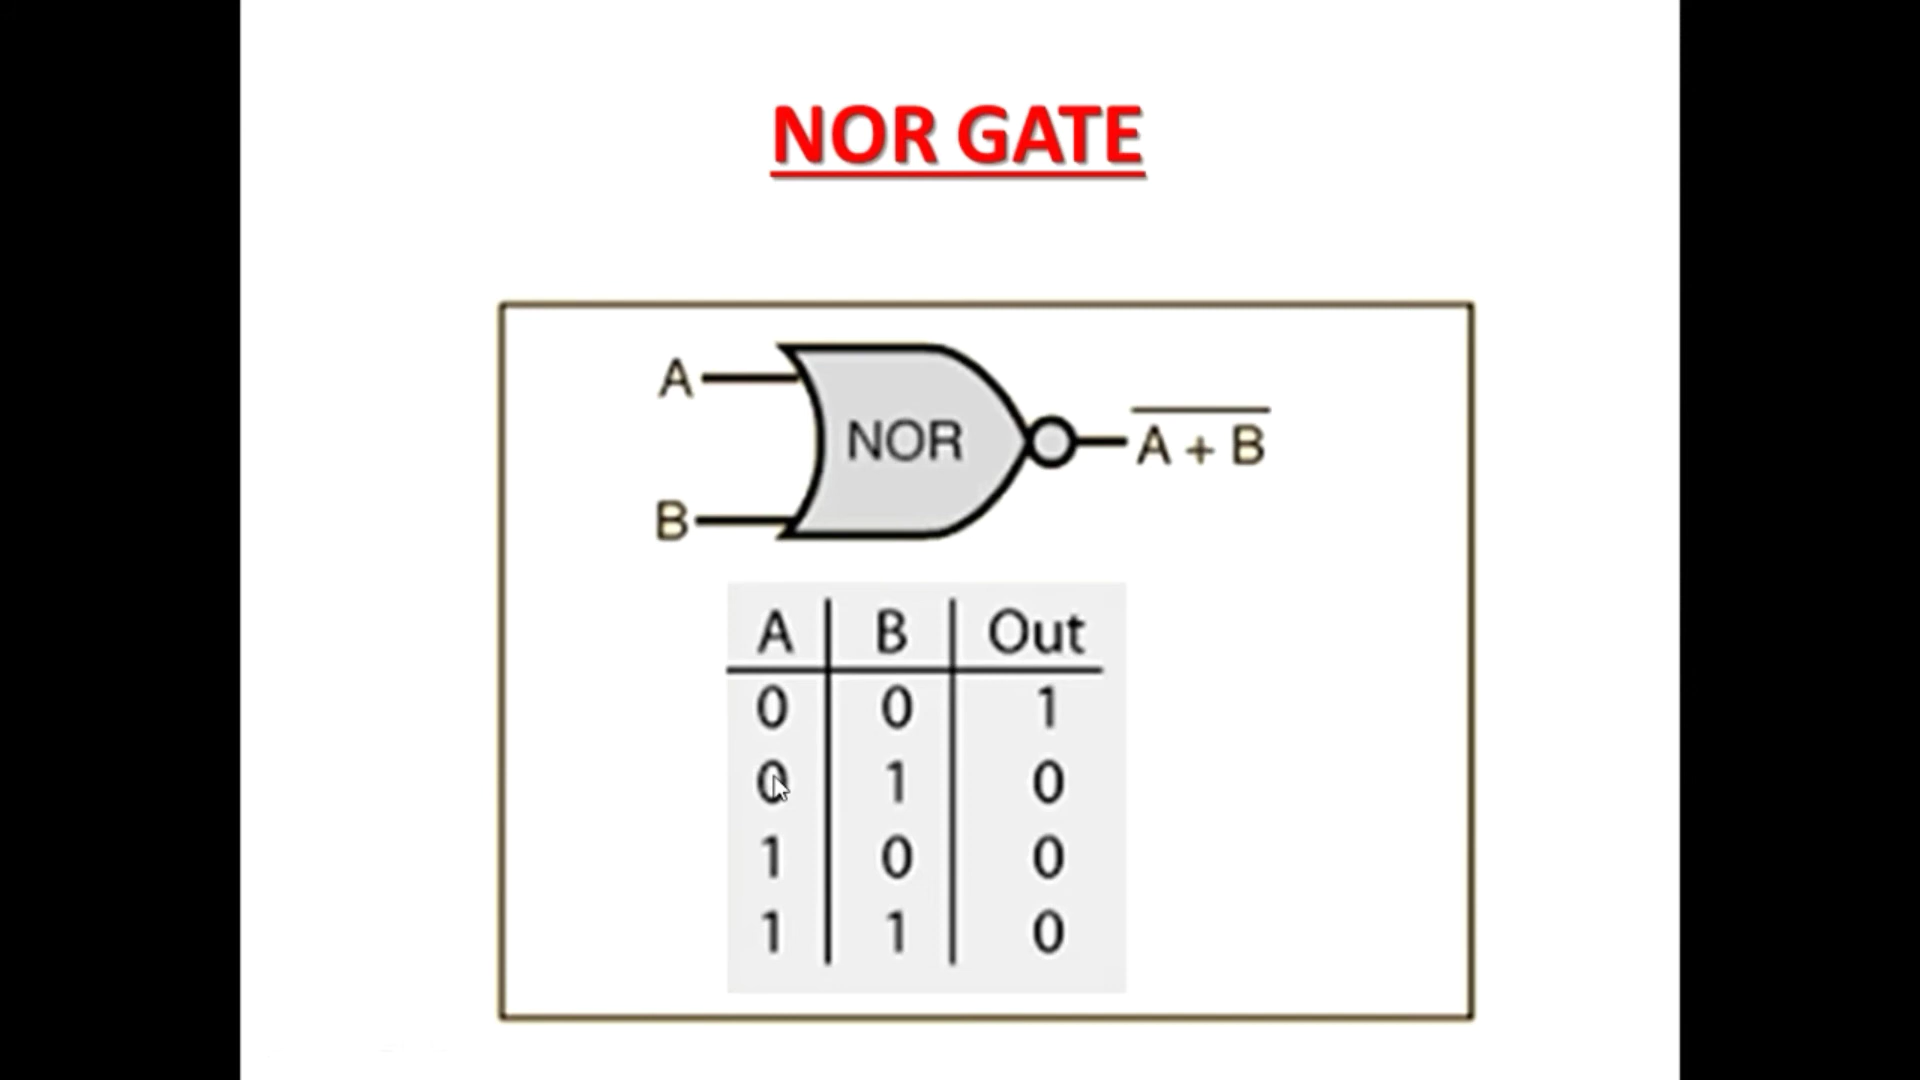 NOR GATE
A
NOR
A + B
B
A B Out
0 0 1
0 1 0
1 0 0
1 1 0